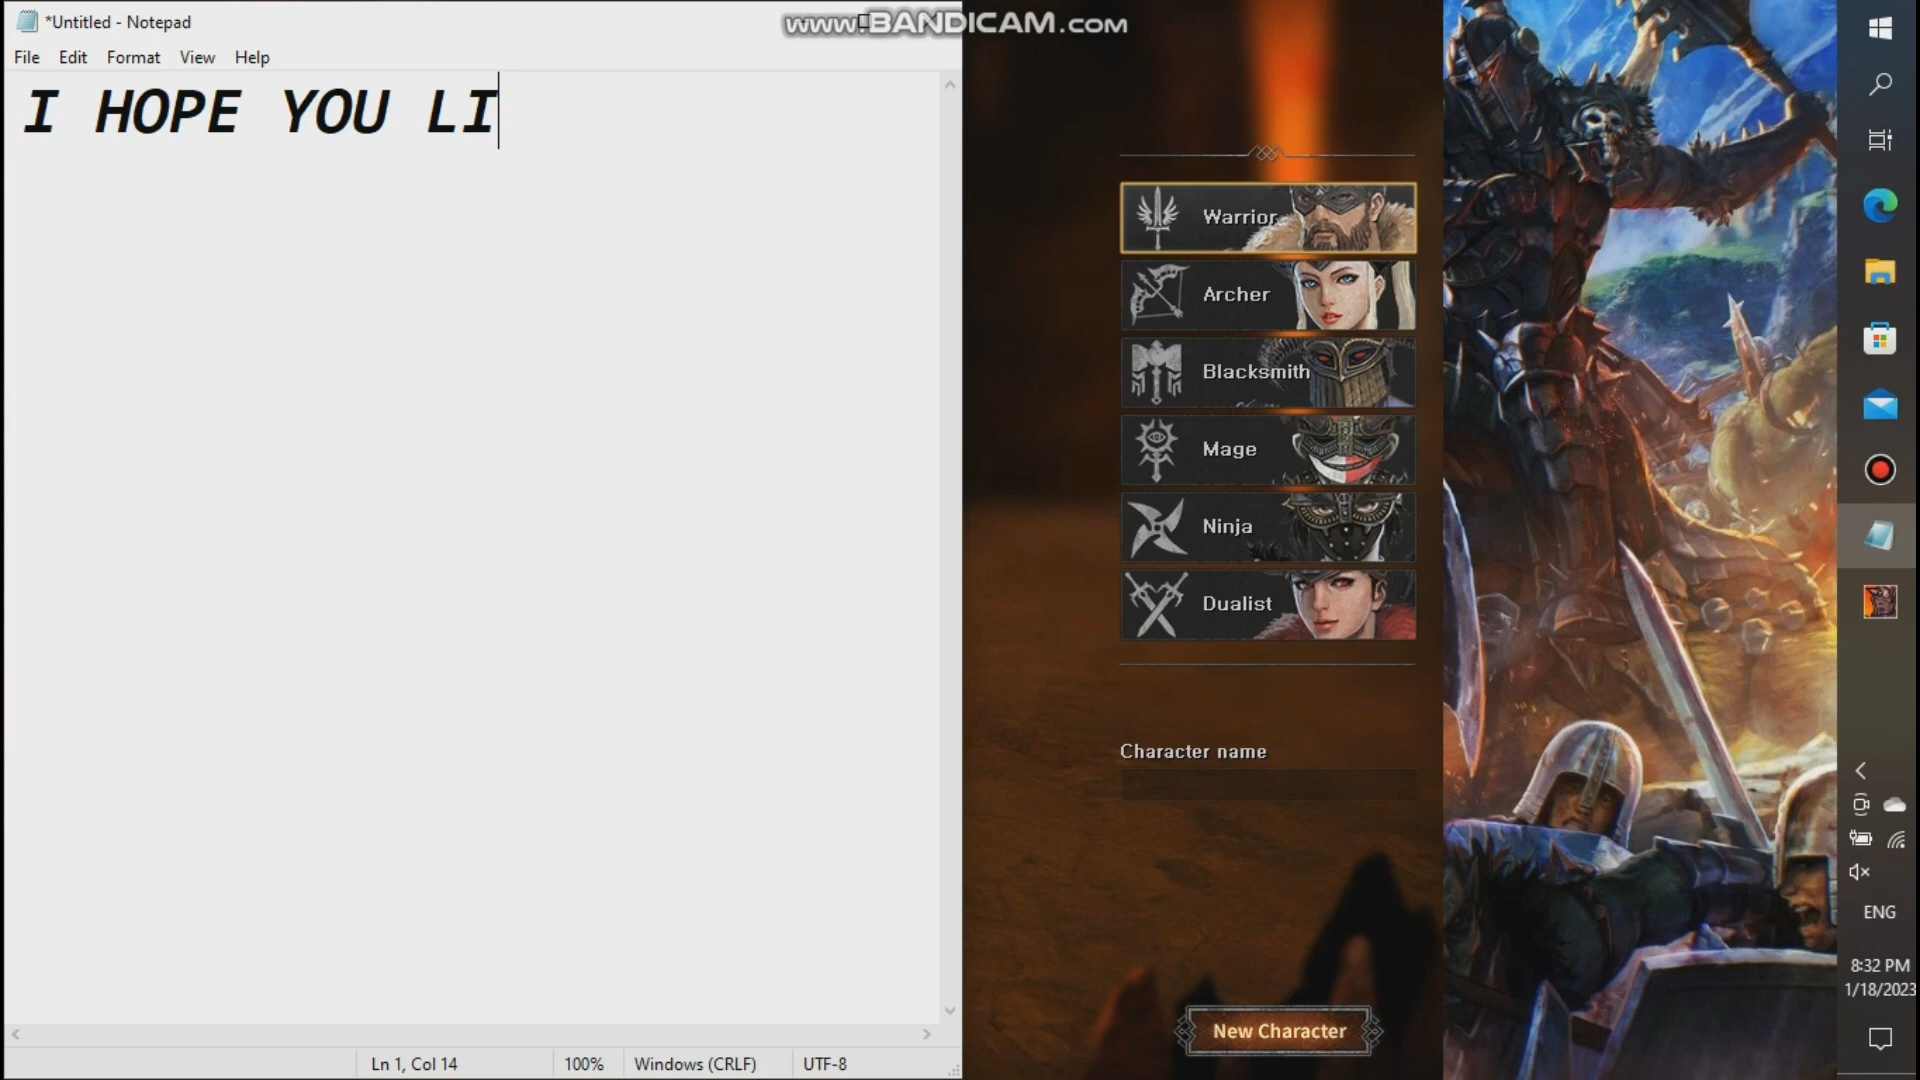 *Untitled - Notepad
www.BANDICAM.com
File Edit Format View Help
I HOPE YOU LI
Warrior
Archer
Blacksmith
Mage
Ninja
Dualist
Character name
New Character
Ln 1, Col 14 100% Windows (CRLF) UTF-8
ENG
8:32 PM
1/18/2023